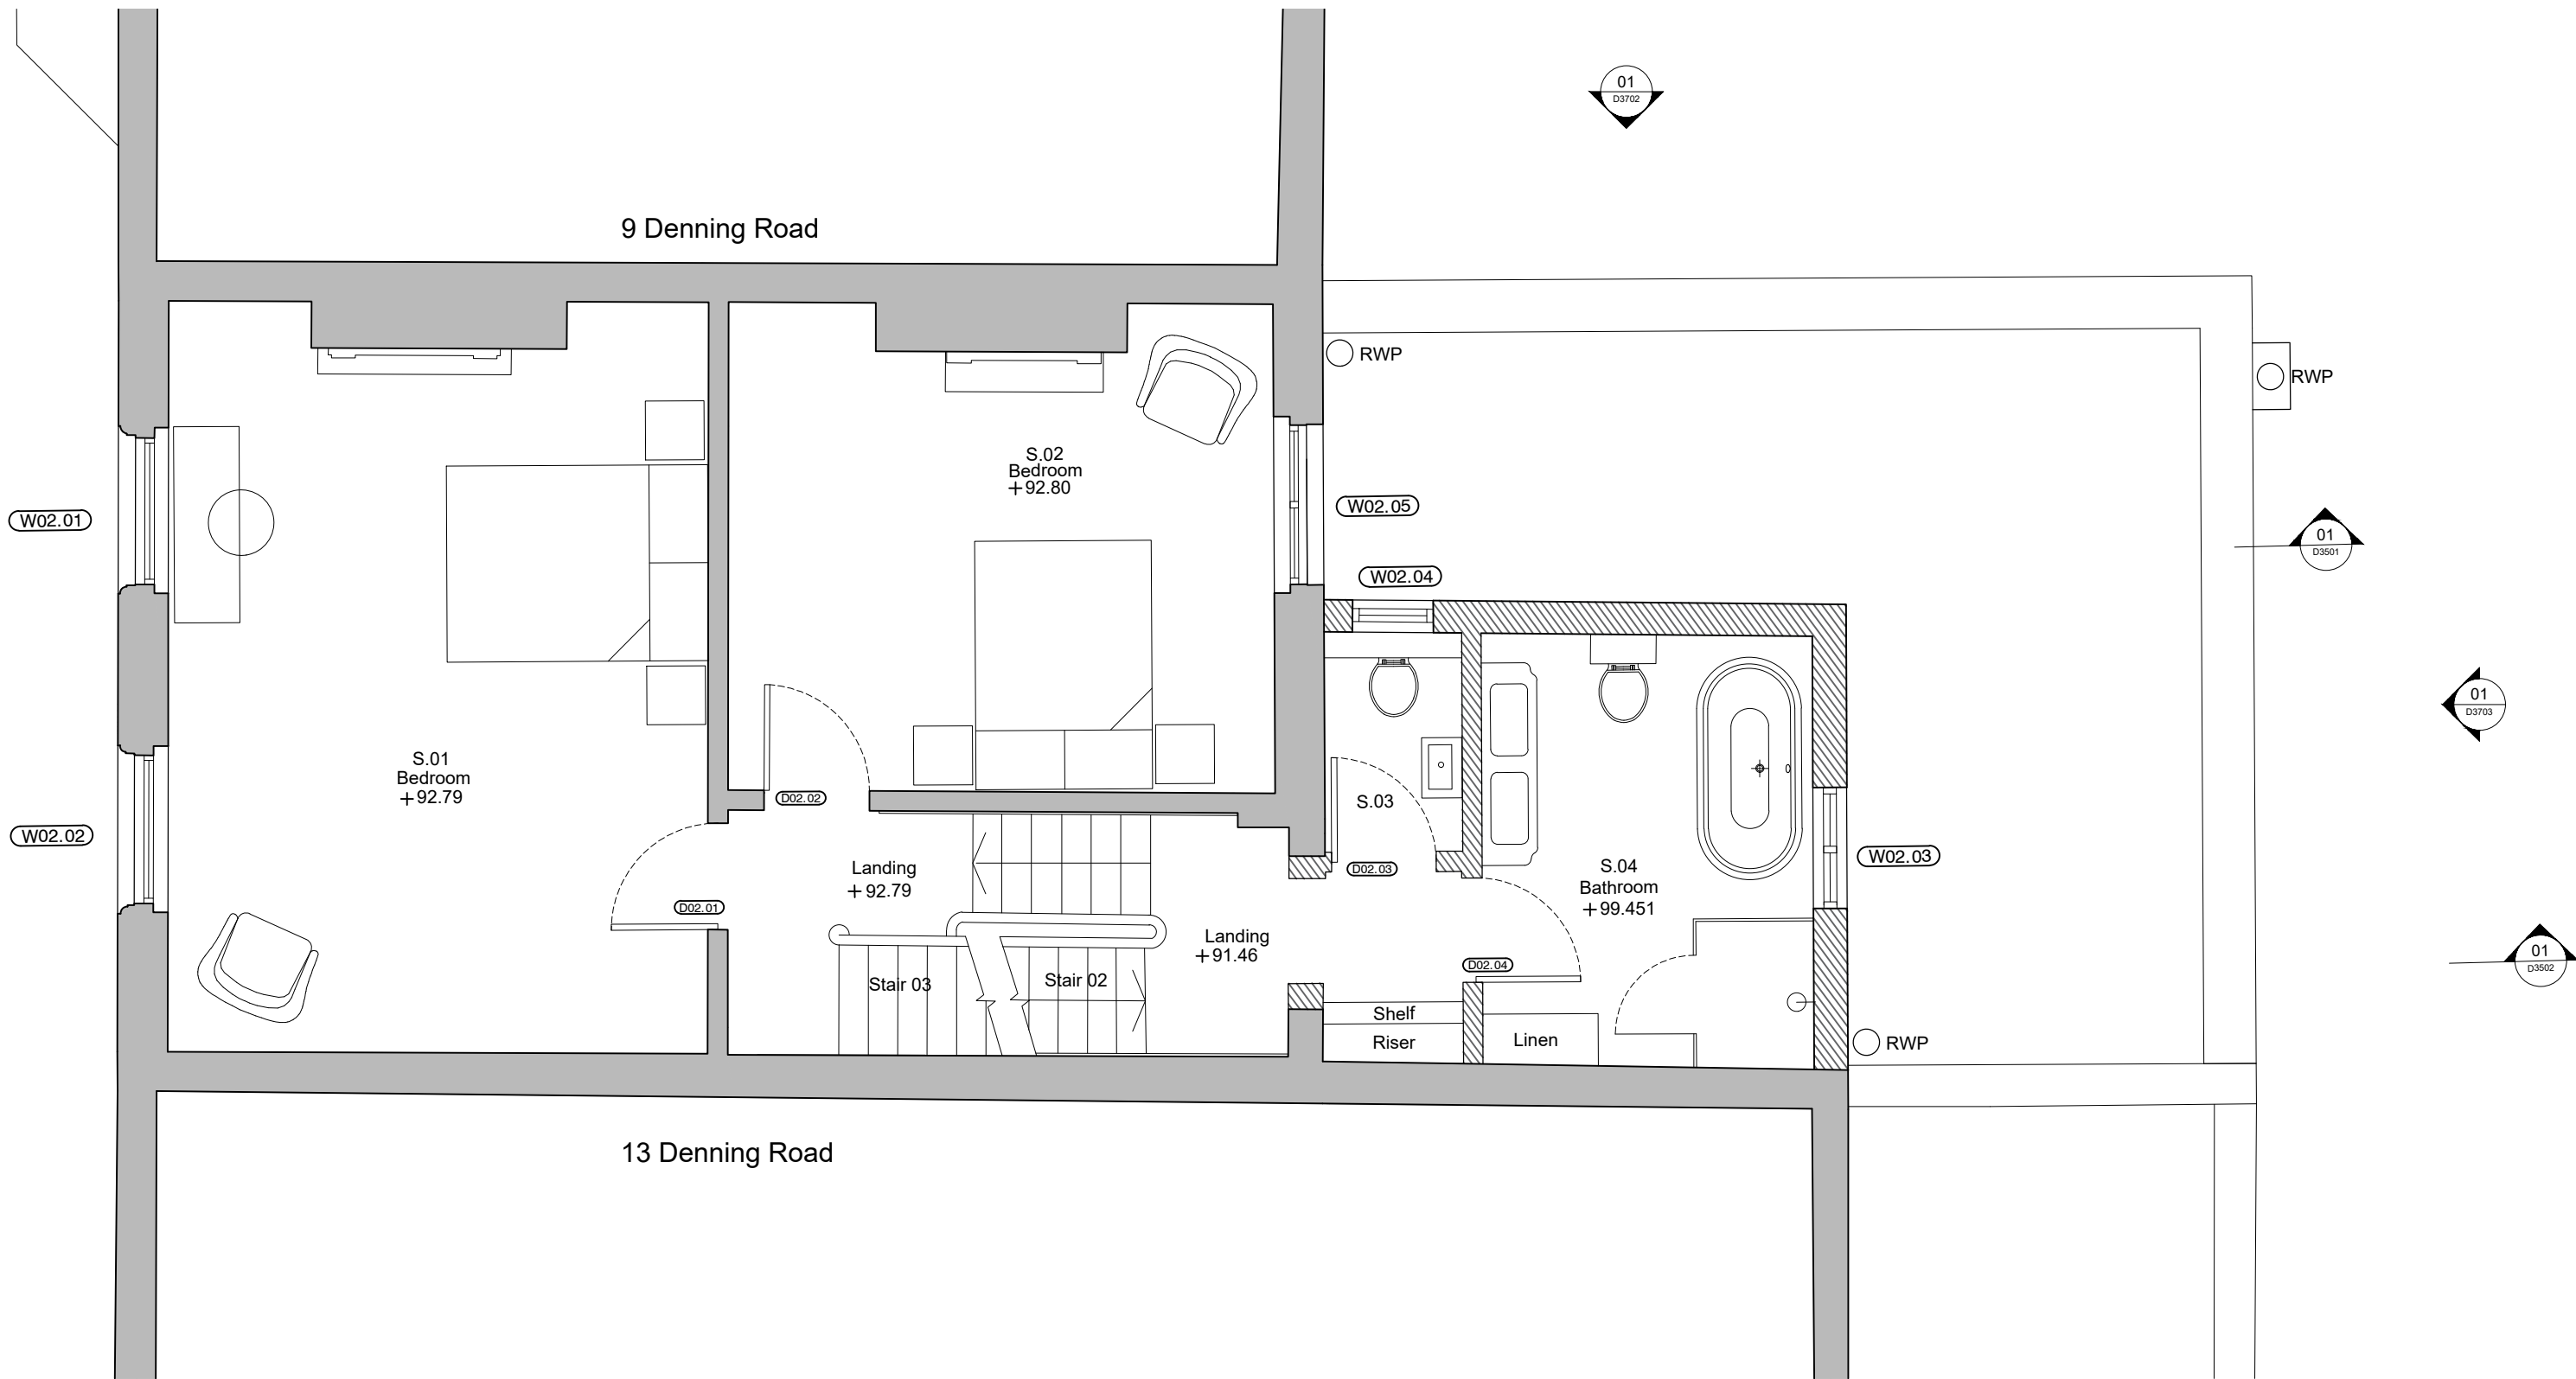 01
D3702
9 Denning Road
RWP
RWP
S.02
Bedroom
+92.80
W02.01
W02.05
01
D3501
W02.04
01
D3703
S.01
Bedroom
+92.79
D02.02
S.03
W02.02
W02.03
Landing
+92.79
D02.03
S.04
Bathroom
+99.451
D02.01
Landing
+91.46
D02.04
01
D3502
Stair 03
Stair 02
Shelf
Riser
Linen
RWP
13 Denning Road